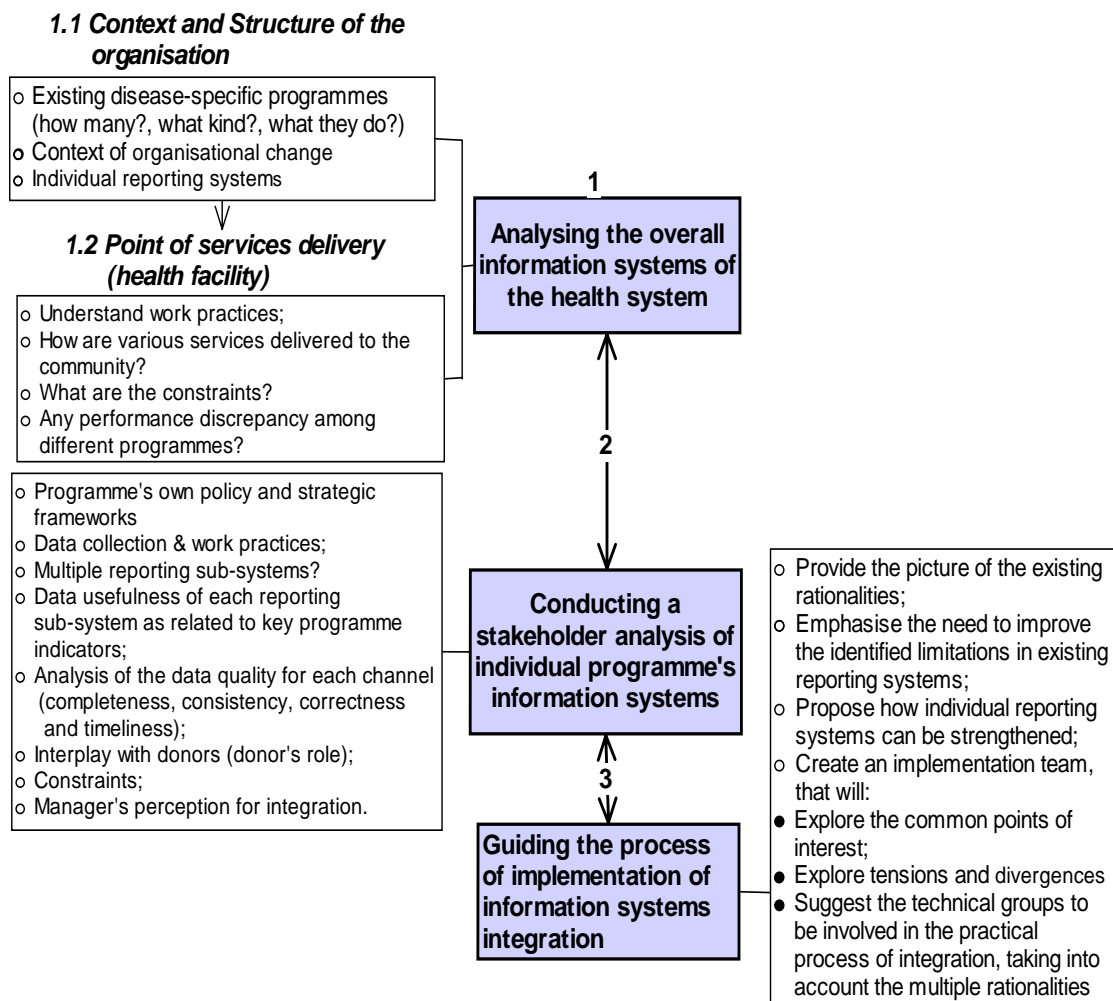 1.1 Context and Structure of the
organisation
o Existing disease-specific programmes
(how many?, what kind?, what they do?)
o Context of organisational change
o Individual reporting systems
1.2 Point of services delivery
(health facility)
o Understand work practices;
o How are various services delivered to the
community?
o What are the constraints?
o Any performance discrepancy among
different programmes?
1
Analysing the overall
information systems of
the health system
2
o Programme's own policy and strategic
frameworks
o Data collection & work practices;
o Multiple reporting sub-systems?
o Data usefulness of each reporting
sub-system as related to key programme
indicators;
o Analysis of the data quality for each channel
(completeness, consistency, correctness
and timeliness);
o Interplay with donors (donor's role);
o Constraints;
o Manager's perception for integration.
Conducting a
stakeholder analysis of
individual programme's
information systems
3
Guiding the process
of implementation of
information systems
integration
o Provide the picture of the existing
rationalities;
o Emphasise the need to improve
the identified limitations in existing
reporting systems;
o Propose how individual reporting
systems can be strengthened;
o Create an implementation team,
that will:
● Explore the common points of
interest;
● Explore tensions and divergences
● Suggest the technical groups to
be involved in the practical
process of integration, taking into
account the multiple rationalities